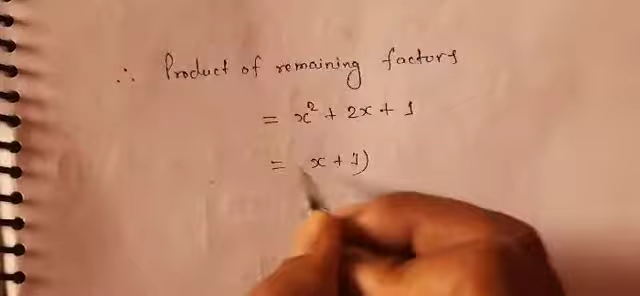 ∴ Product of remaining factors
= x² + 2x + 1
= x + 1)